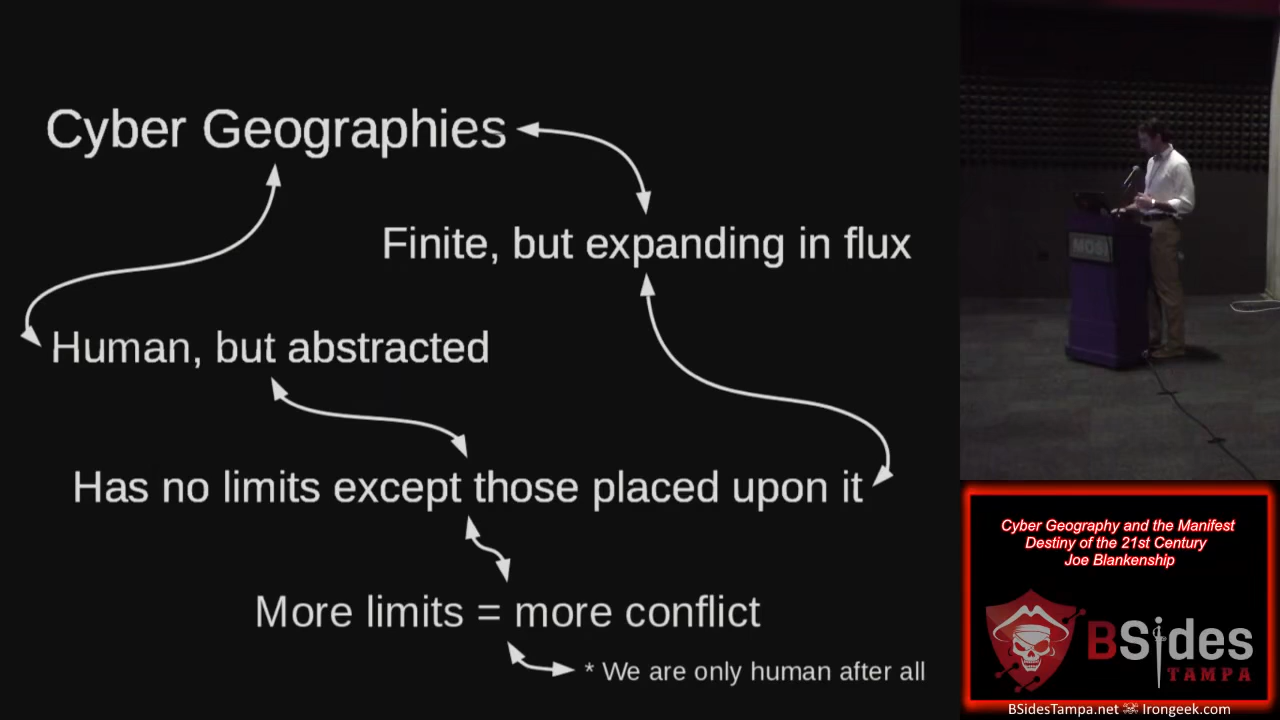 Cyber Geographies
Finite, but expanding in flux
Human, but abstracted
Has no limits except those placed upon it
More limits = more conflict
* We are only human after all
MOSI
Cyber Geography and the Manifest
Destiny of the 21st Century
Joe Blankenship
BSides
TAMPA
BSidesTampa.net Irongeek.com